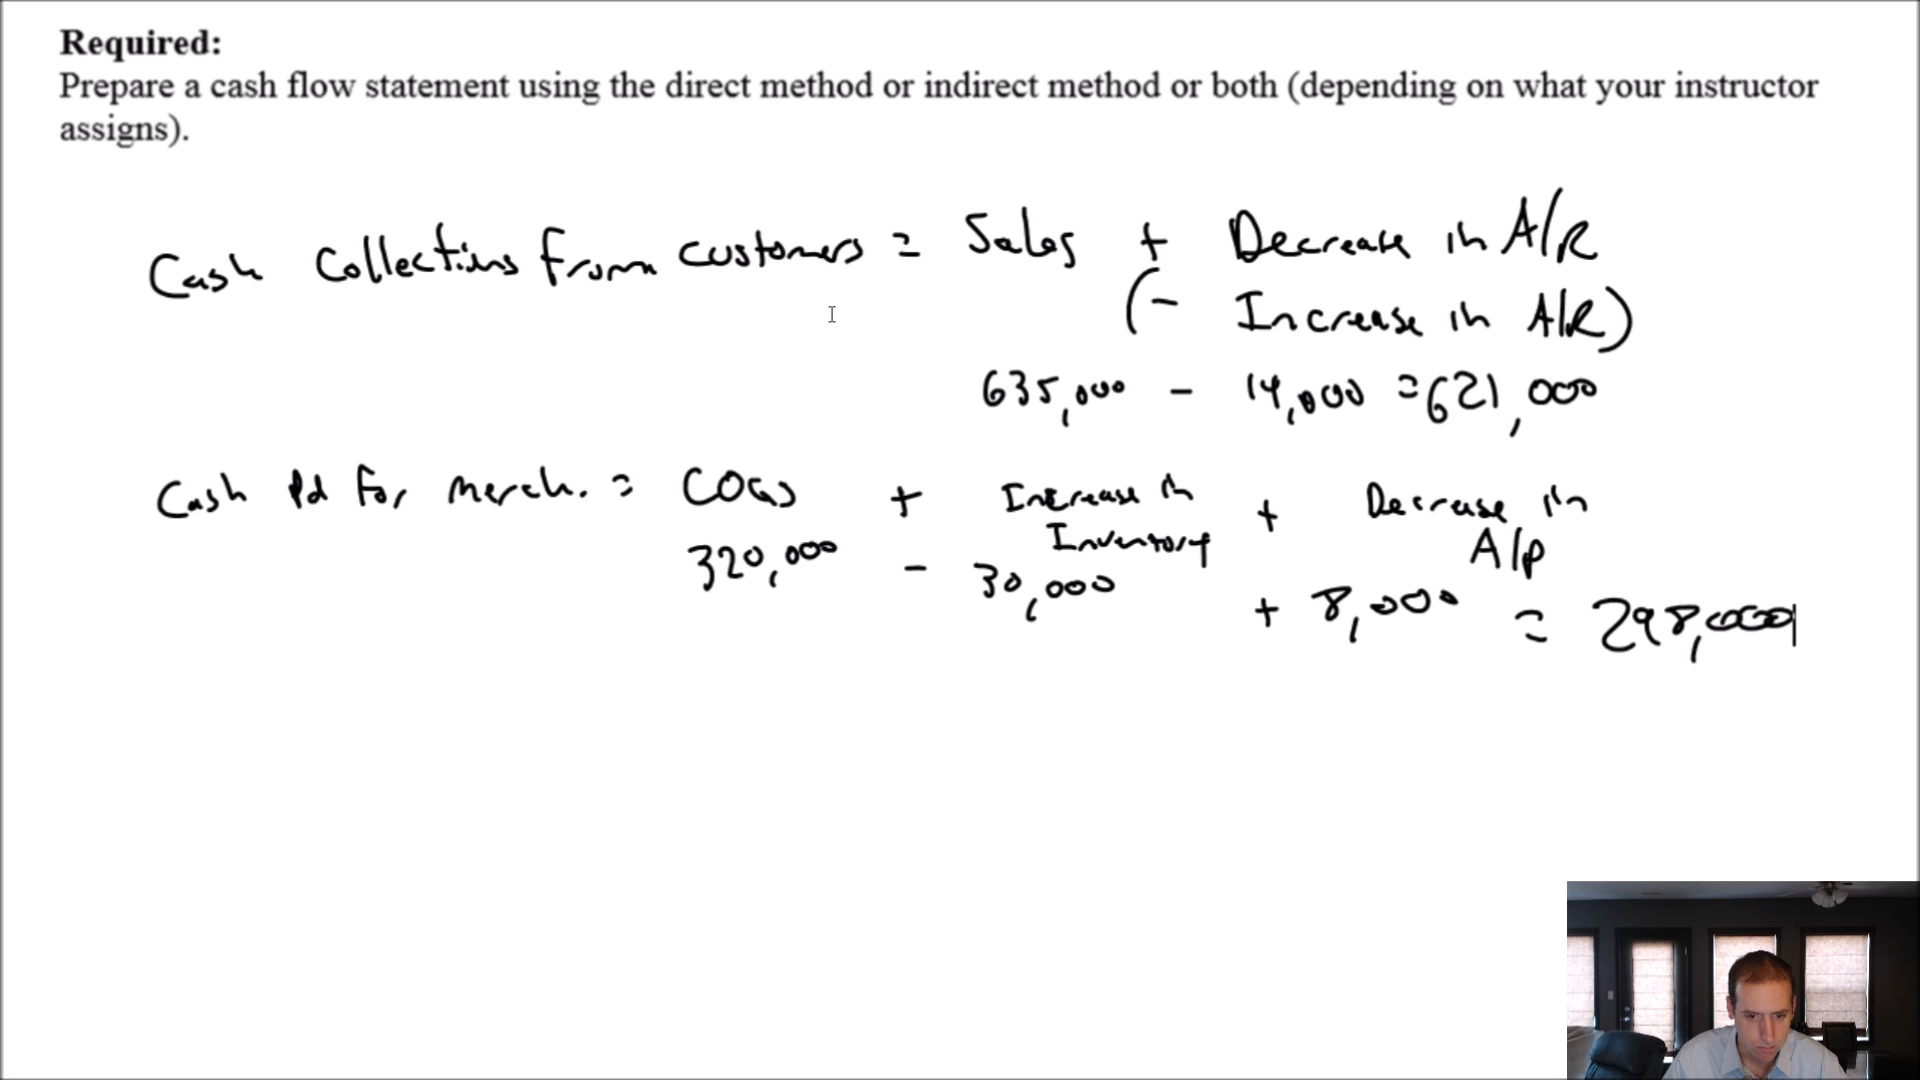 Required:
Prepare a cash flow statement using the direct method or indirect method or both (depending on what your instructor
assigns).
Cash Collections from customers = Sales + Decrease in A/R
(- Increase in A/R)
635,000 - 14,000 = 621,000
Cash Pd for merch. = COGS + Increase in Inventory + Decrease in A/P
320,000 - 30,000 + 8,000 = 298,000